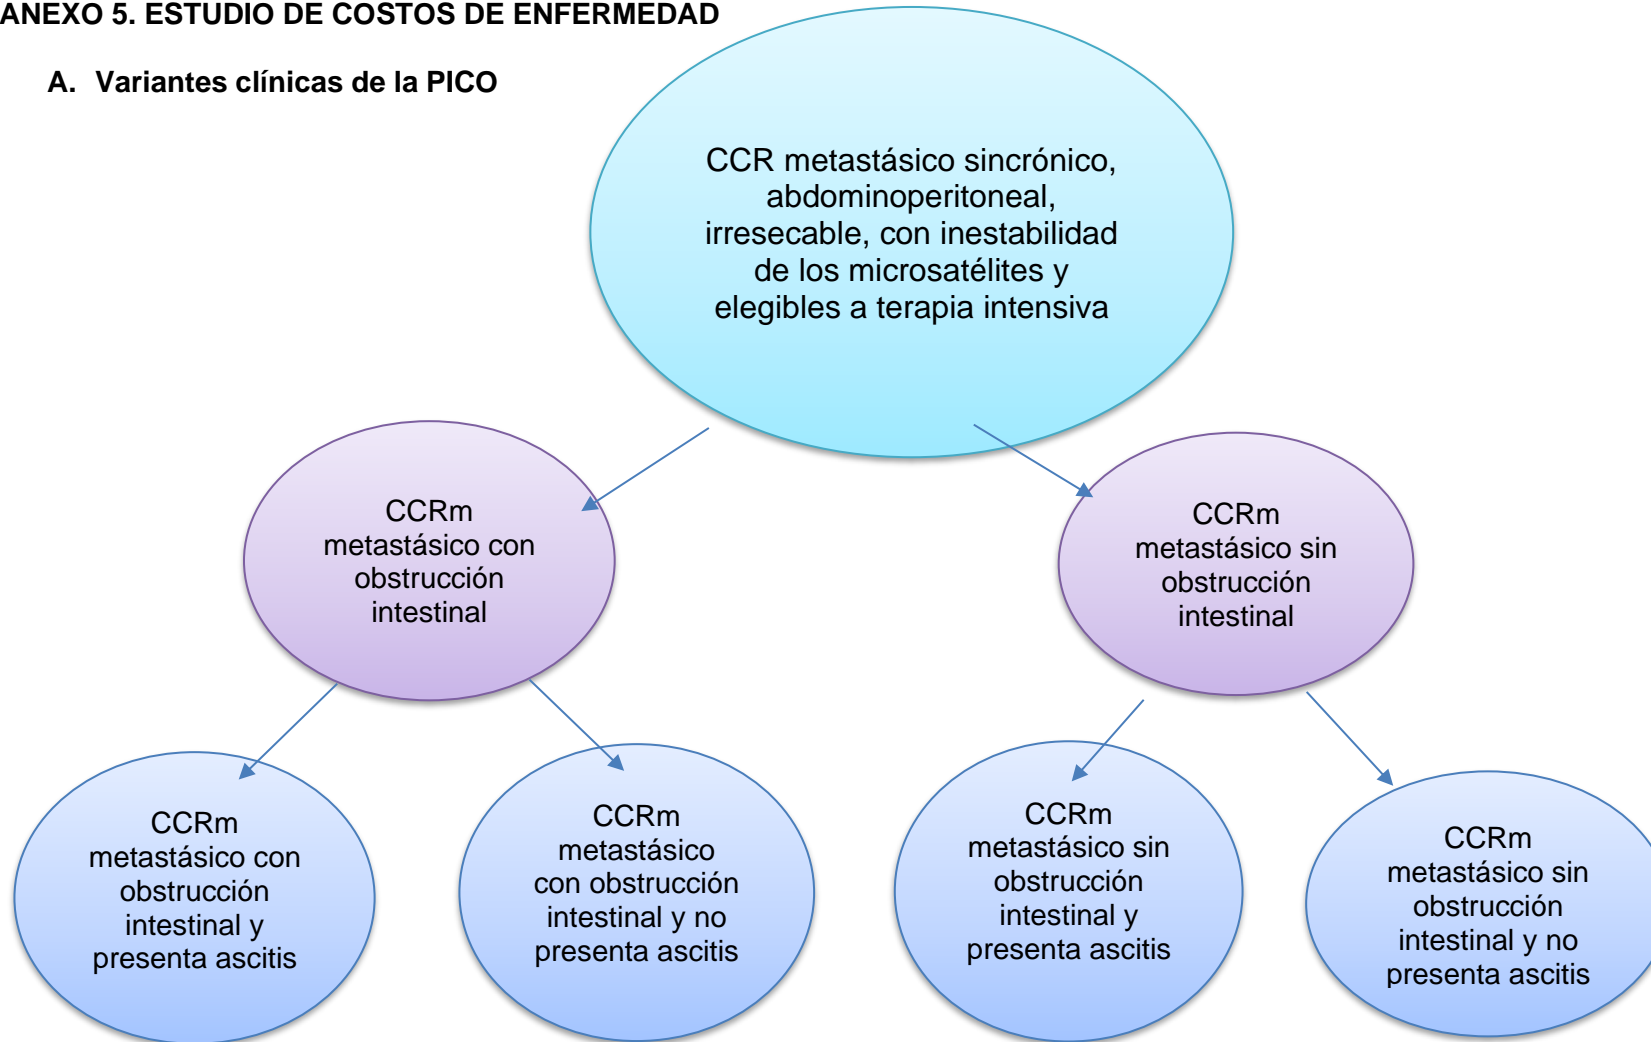 ANEXO 5. ESTUDIO DE COSTOS DE ENFERMEDAD
A. Variantes clínicas de la PICO
CCR metastásico sincrónico,
abdominoperitoneal,
irresecable, con inestabilidad
de los microsatélites y
elegibles a terapia intensiva
CCRm
metastásico con
obstrucción
intestinal
CCRm
metastásico sin
obstrucción
intestinal
CCRm
metastásico con
obstrucción
intestinal y
presenta ascitis
CCRm
metastásico
con obstrucción
intestinal y no
presenta ascitis
CCRm
metastásico sin
obstrucción
intestinal y
presenta ascitis
CCRm
metastásico sin
obstrucción
intestinal y no
presenta ascitis